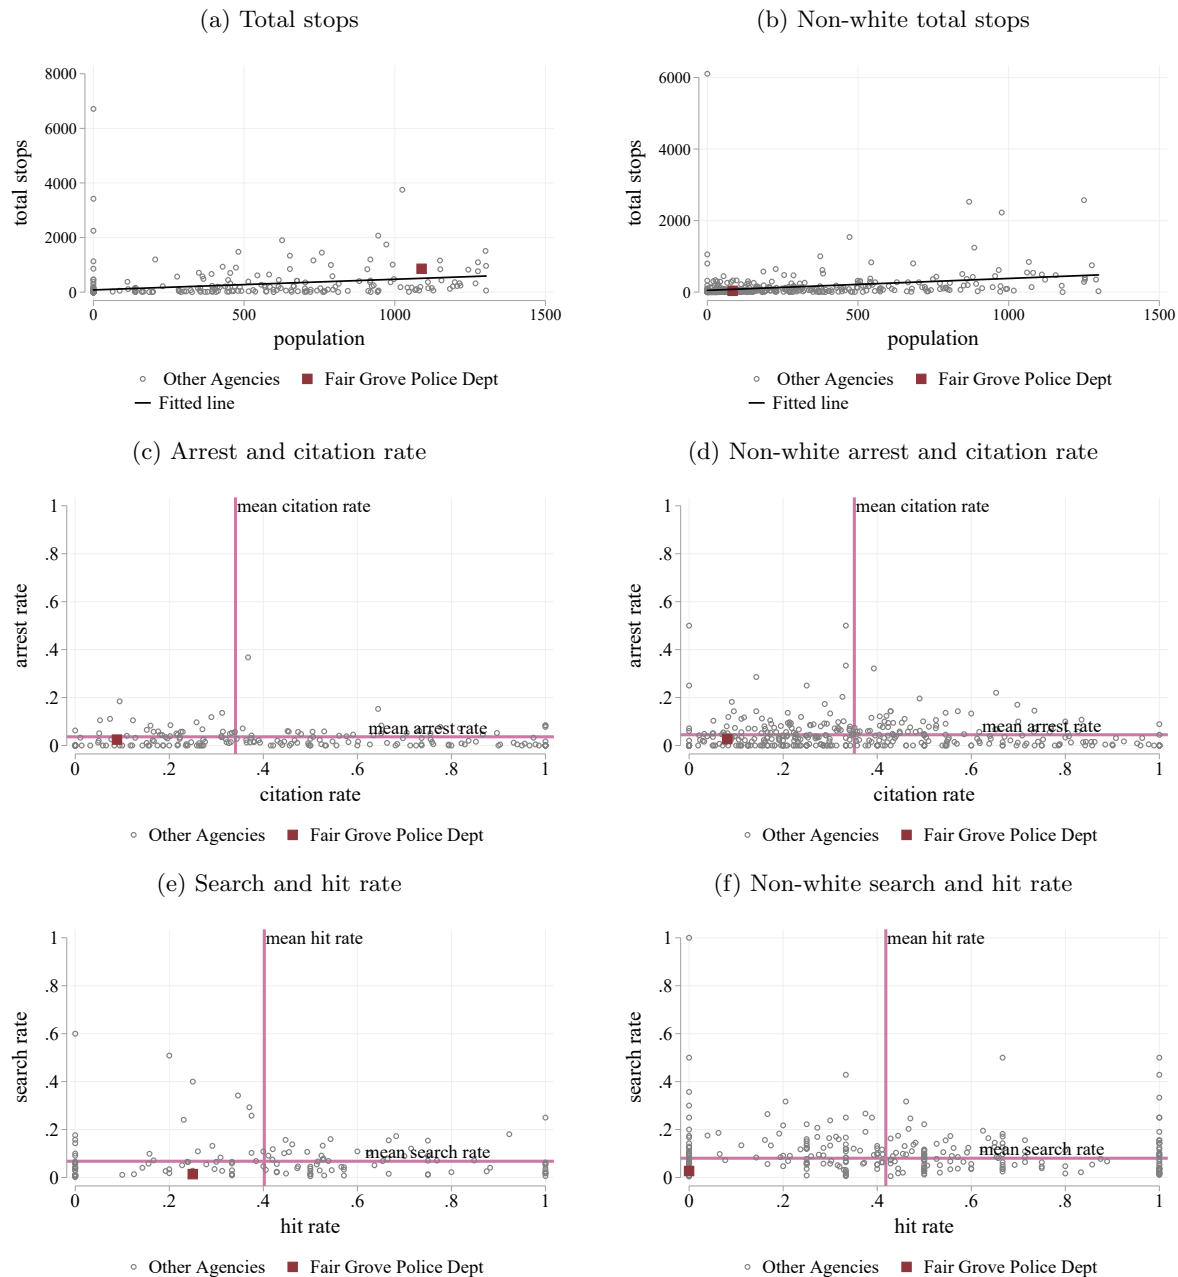 (a) Total stops
(b) Non-white total stops
total stops
8000
6000
4000
2000
0
0 500 1000 1500
population
Other Agencies Fair Grove Police Dept
Fitted line
total stops
6000
4000
2000
0
0 500 1000 1500
population
Other Agencies Fair Grove Police Dept
Fitted line
(c) Arrest and citation rate
(d) Non-white arrest and citation rate
arrest rate
1
.8
.6
.4
.2
0
mean citation rate
mean arrest rate
0 .2 .4 .6 .8 1
citation rate
Other Agencies Fair Grove Police Dept
arrest rate
1
.8
.6
.4
.2
0
mean citation rate
mean arrest rate
0 .2 .4 .6 .8 1
citation rate
Other Agencies Fair Grove Police Dept
(e) Search and hit rate
(f) Non-white search and hit rate
search rate
1
.8
.6
.4
.2
0
mean hit rate
mean search rate
0 .2 .4 .6 .8 1
hit rate
Other Agencies Fair Grove Police Dept
search rate
1
.8
.6
.4
.2
0
mean hit rate
mean search rate
0 .2 .4 .6 .8 1
hit rate
Other Agencies Fair Grove Police Dept